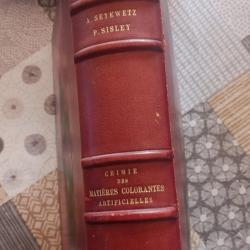 A. SEYEWETZ
P. SISLEY
CHIMIE
DES
MATIÈRES COLORANTES
ARTIFICIELLES